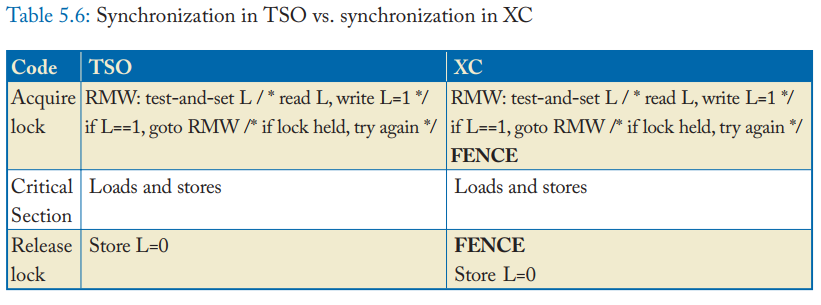 Table 5.6: Synchronization in TSO vs. synchronization in XC
Code TSO XC
Acquire lock RMW: test-and-set L / * read L, write L=1 */ RMW: test-and-set L / * read L, write L=1 */
if L==1, goto RMW /* if lock held, try again */ if L==1, goto RMW /* if lock held, try again */
FENCE
Critical Section Loads and stores Loads and stores
Release lock Store L=0 FENCE
Store L=0